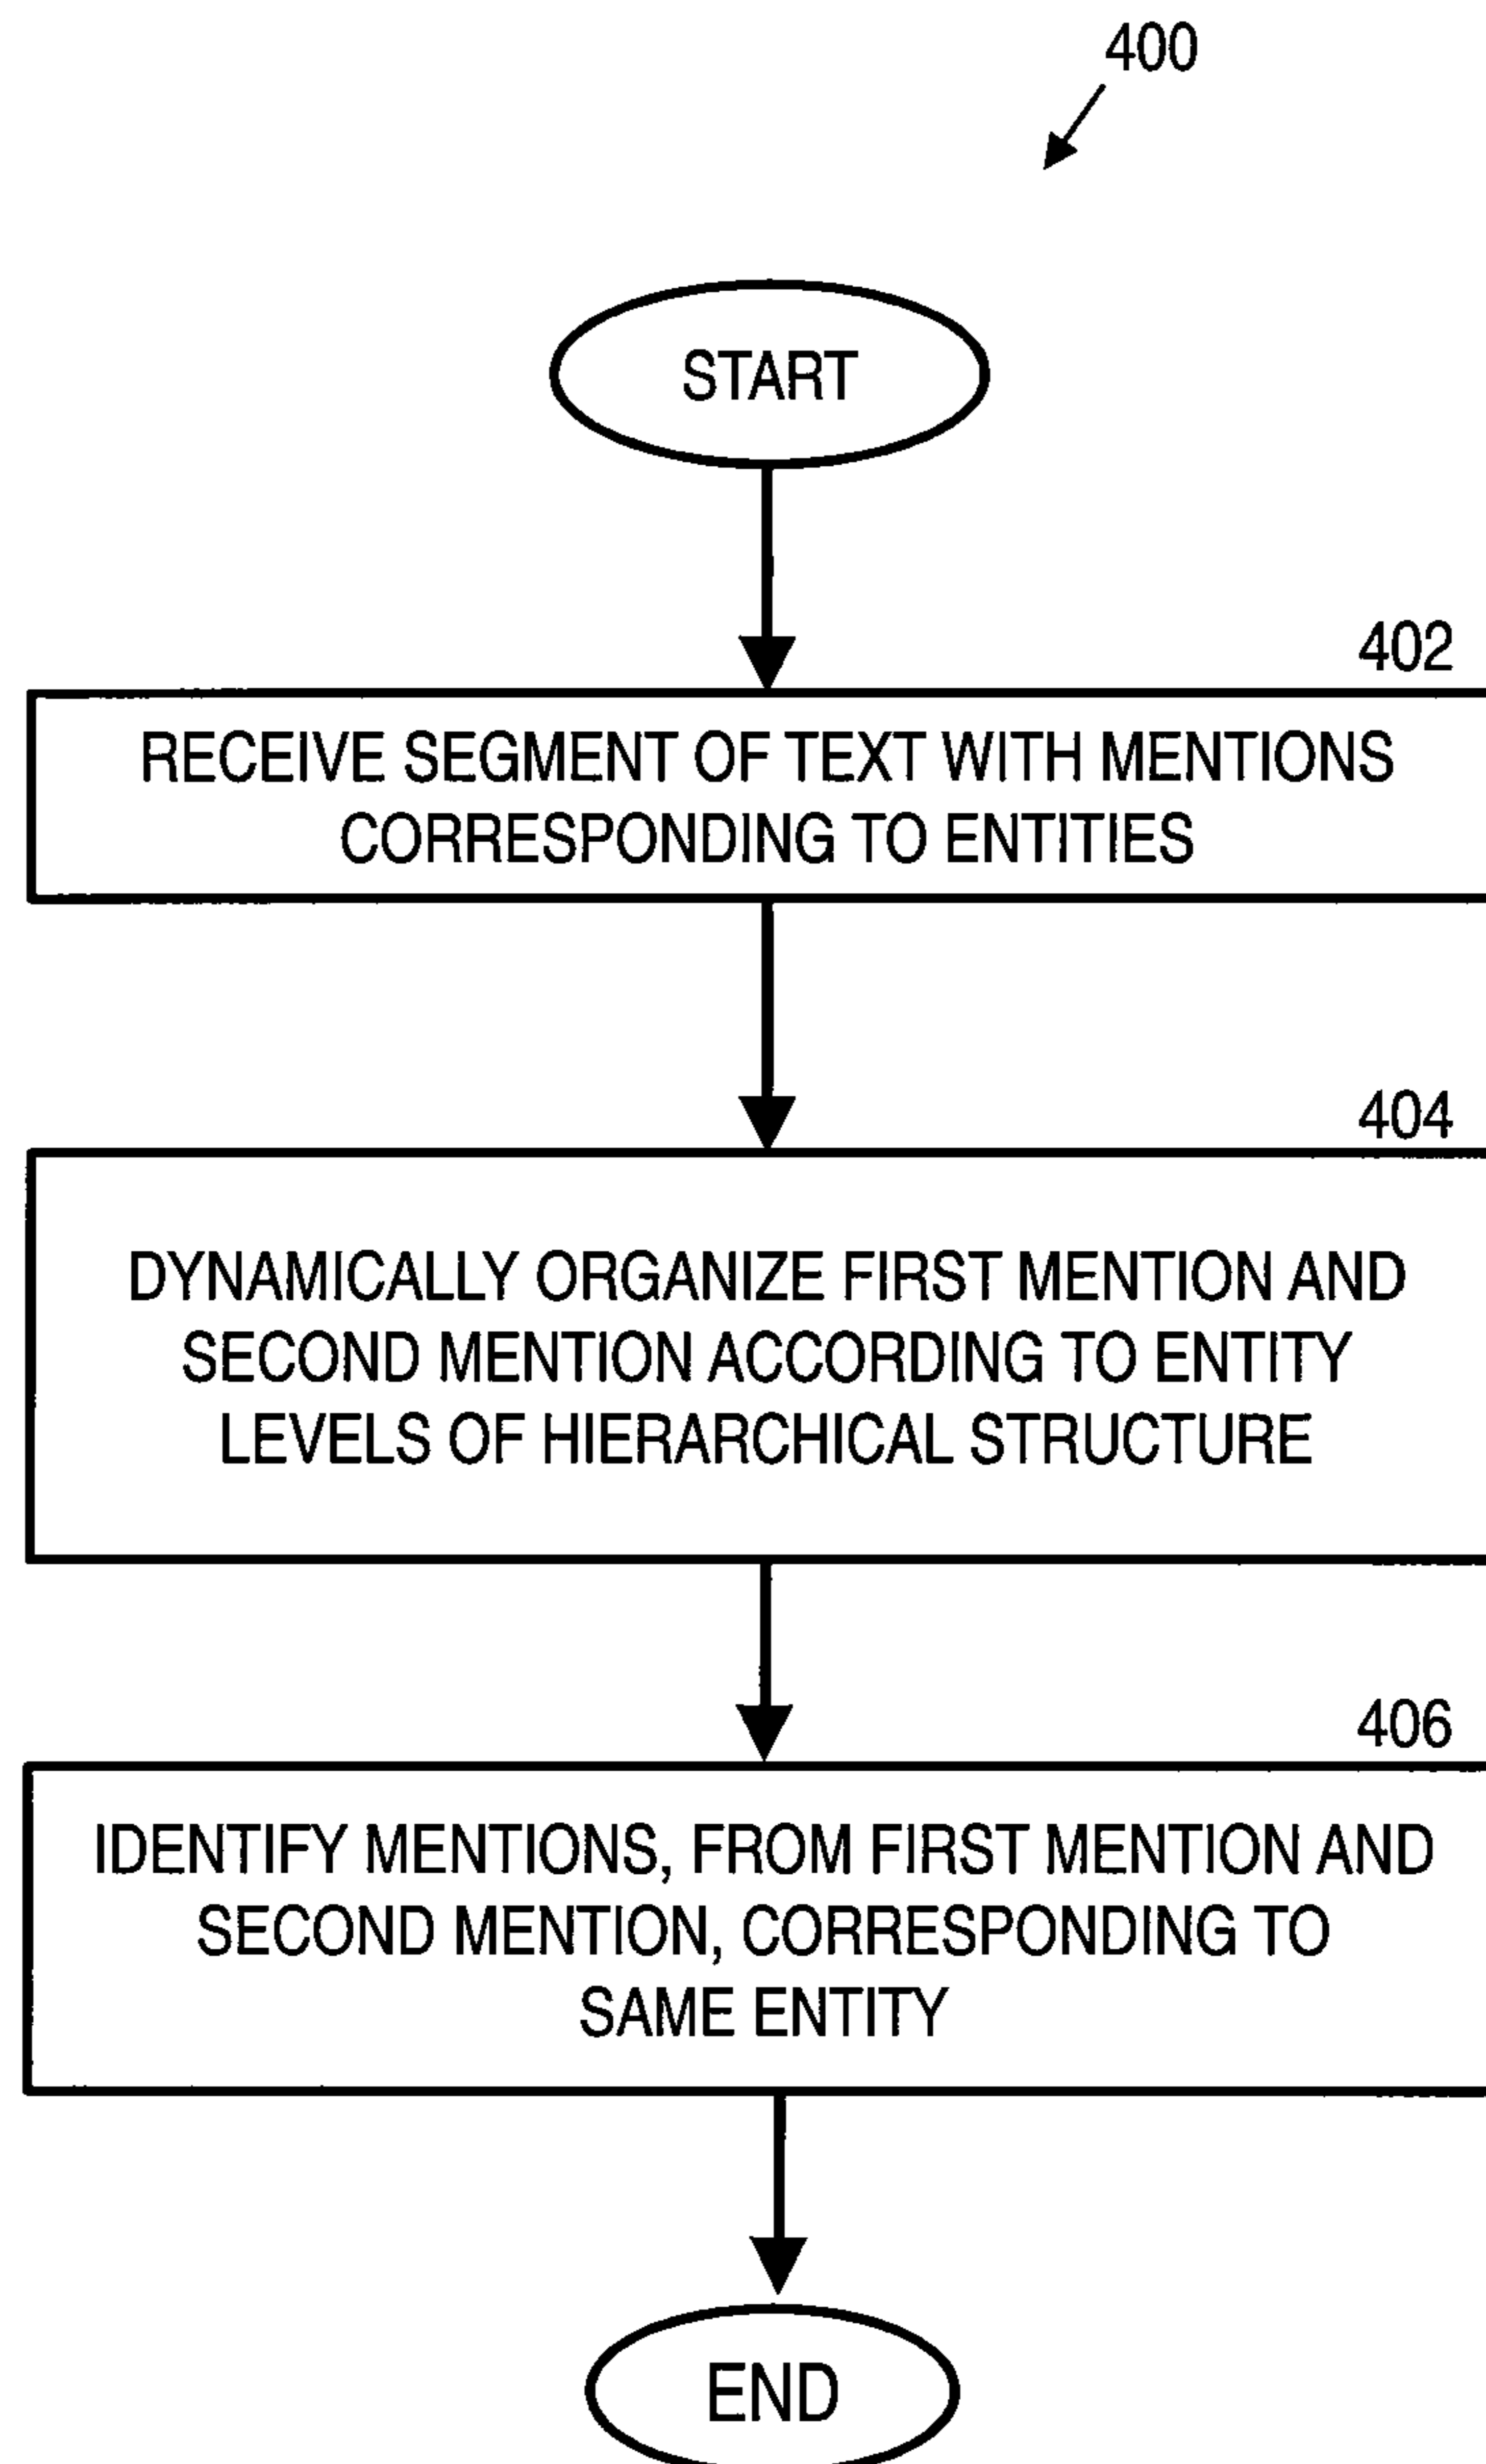 400
START
402
RECEIVE SEGMENT OF TEXT WITH MENTIONS
CORRESPONDING TO ENTITIES
404
DYNAMICALLY ORGANIZE FIRST MENTION AND
SECOND MENTION ACCORDING TO ENTITY
LEVELS OF HIERARCHICAL STRUCTURE
406
IDENTIFY MENTIONS, FROM FIRST MENTION AND
SECOND MENTION, CORRESPONDING TO
SAME ENTITY
END